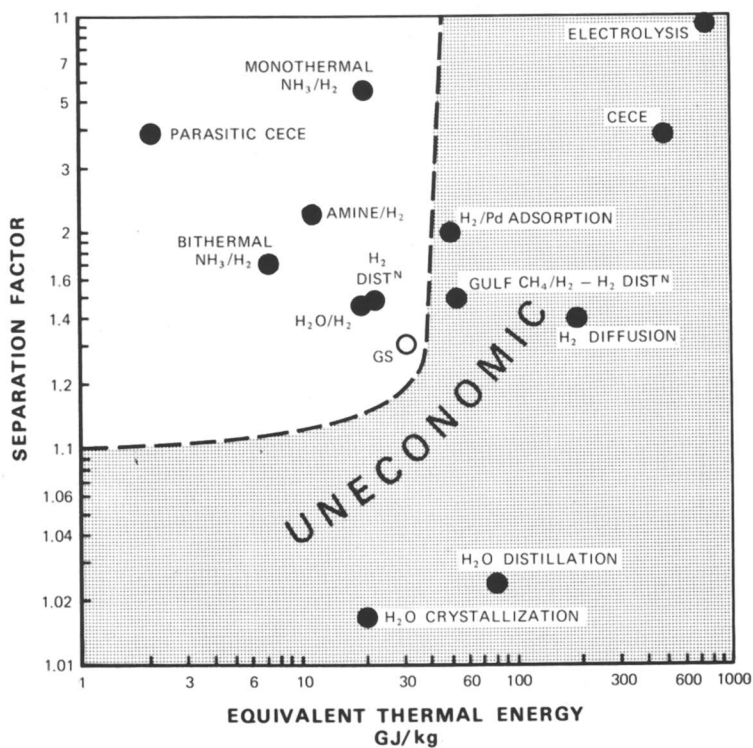 11
7
5
3
2
1.6
1.4
1.2
1.1
1.06
1.04
1.02
1.01
SEPARATION FACTOR
ELECTROLYSIS
MONOTHERMAL
NH₃/H₂
CECE
PARASITIC CECE
AMINE/H₂
H₂/Pd ADSORPTION
BITHERMAL
NH₃/H₂
H₂
DISTᴺ
GULF CH₄/H₂ – H₂ DISTᴺ
H₂O/H₂
H₂ DIFFUSION
GS
UNECONOMIC
H₂O DISTILLATION
H₂O CRYSTALLIZATION
1 3 6 10 30 60 100 300 600 1000
EQUIVALENT THERMAL ENERGY
GJ/kg